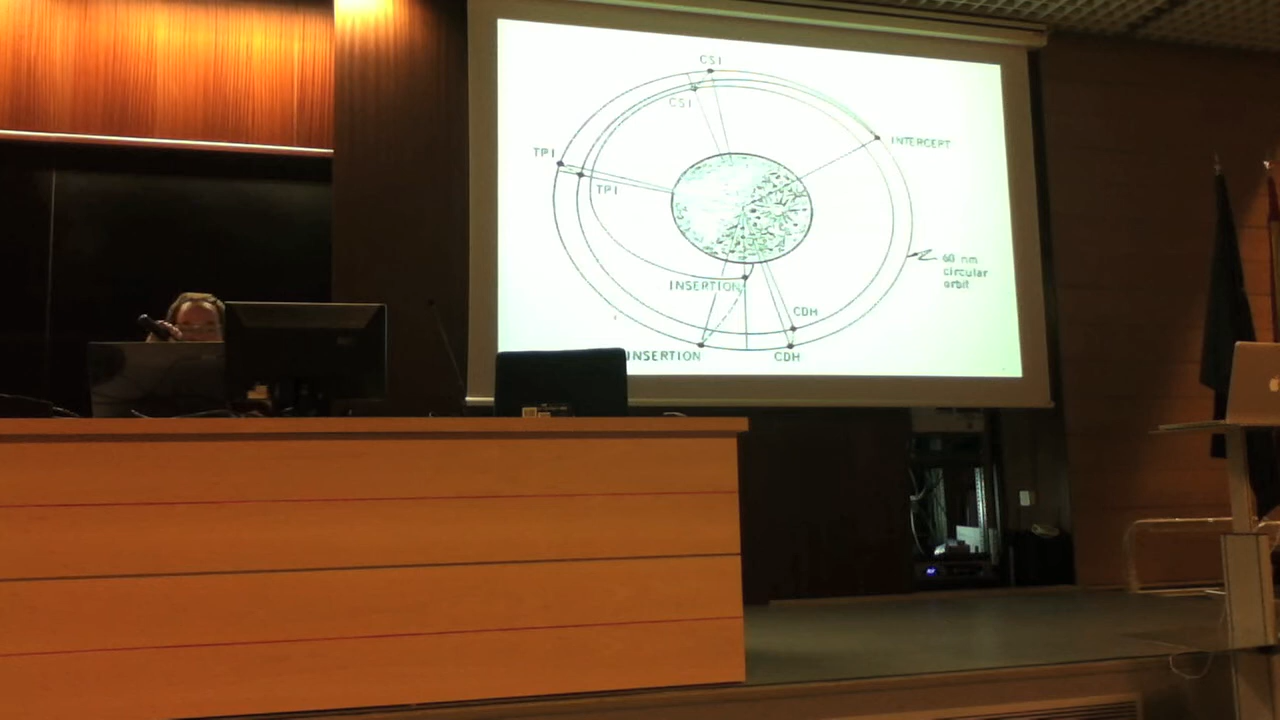 CSI
CSI
INTERCEPT
TPI
TPI
60 nm
circular
orbit
INSERTION
CDH
INSERTION
CDH